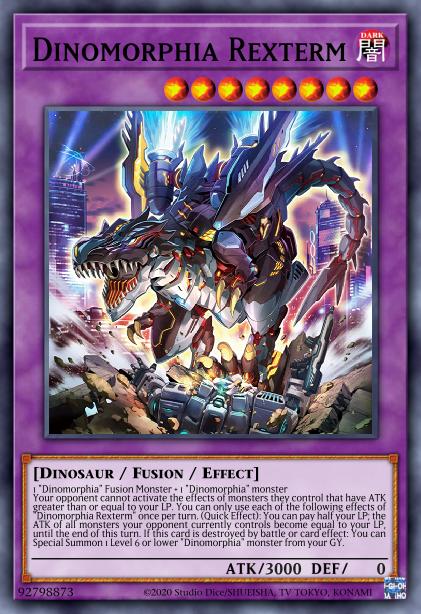 DINOMORPHIA REXTERM
DARK
闇
[DINOSAUR / FUSION / EFFECT]
1 "Dinomorphia" Fusion Monster + 1 "Dinomorphia" monster
Your opponent cannot activate the effects of monsters they control that have ATK
greater than or equal to your LP. You can only use each of the following effects of
"Dinomorphia Rexterm" once per turn. (Quick Effect): You can pay half your LP; the
ATK of all monsters your opponent currently controls become equal to your LP,
until the end of this turn. If this card is destroyed by battle or card effect: You can
Special Summon 1 Level 6 or lower "Dinomorphia" monster from your GY.
ATK/3000 DEF/ 0
92798873
©2020 Studio Dice/SHUEISHA, TV TOKYO, KONAMI